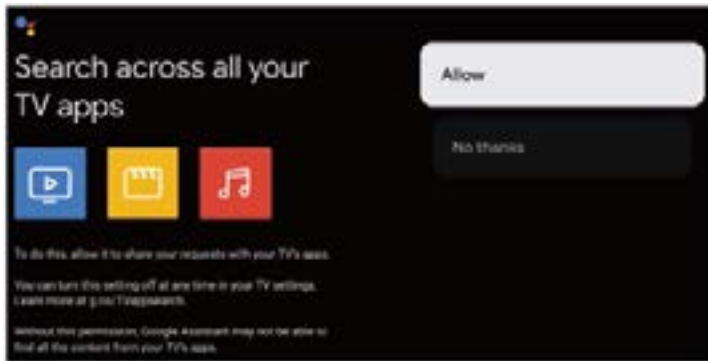 Search across all your
TV apps
Allow
No thanks
To do this, allow it to share your requests with your TV's apps.
You can turn this setting off at any time in your TV settings.
Learn more at g.co/tvappsearch.
Without this permission, Google Assistant may not be able to
find all the content from your TV's apps.